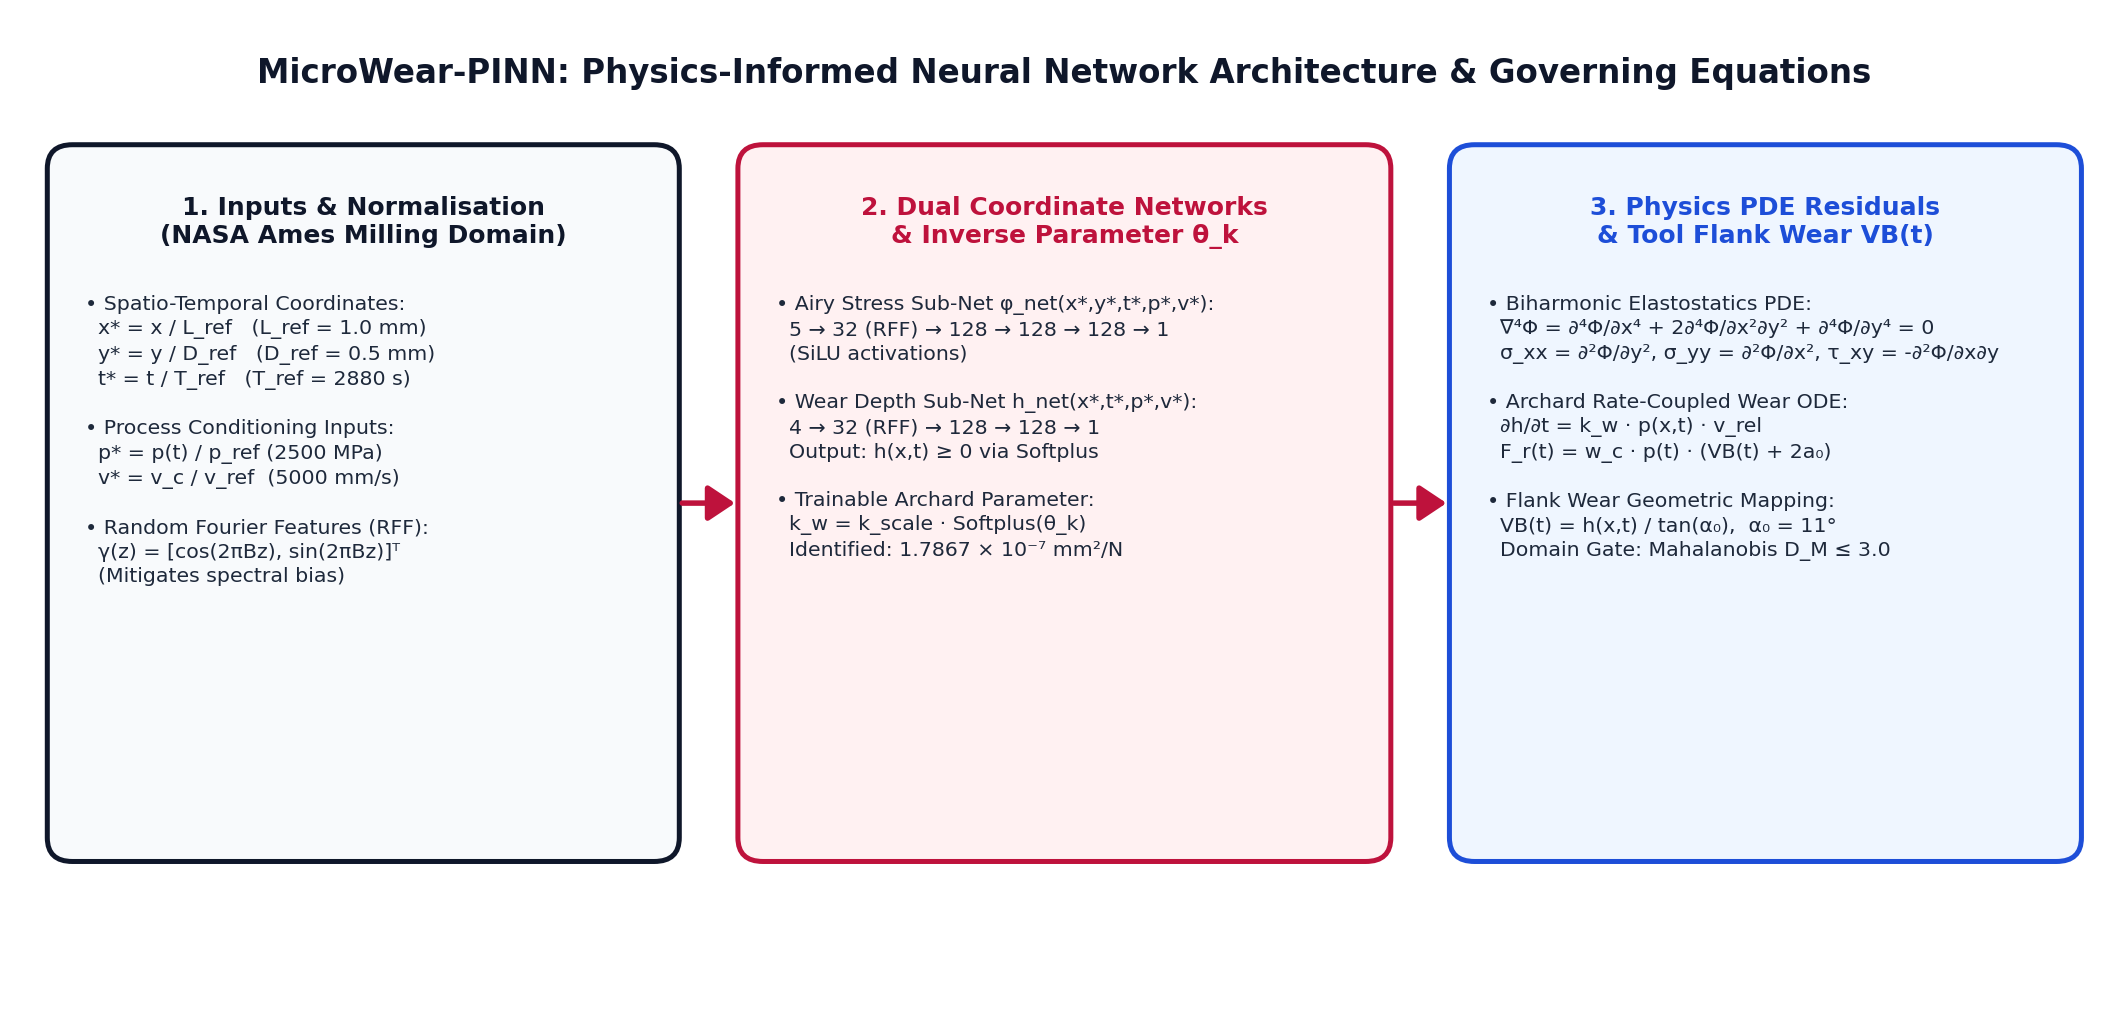 MicroWear-PINN: Physics-Informed Neural Network Architecture & Governing Equations
1. Inputs & Normalisation
(NASA Ames Milling Domain)
• Spatio-Temporal Coordinates:
x* = x / L_ref (L_ref = 1.0 mm)
y* = y / D_ref (D_ref = 0.5 mm)
t* = t / T_ref (T_ref = 2880 s)
• Process Conditioning Inputs:
p* = p(t) / p_ref (2500 MPa)
v* = v_c / v_ref (5000 mm/s)
• Random Fourier Features (RFF):
γ(z) = [cos(2πBz), sin(2πBz)]ᵀ
(Mitigates spectral bias)
2. Dual Coordinate Networks
& Inverse Parameter θ_k
• Airy Stress Sub-Net φ_net(x*,y*,t*,p*,v*):
5 → 32 (RFF) → 128 → 128 → 128 → 1
(SiLU activations)
• Wear Depth Sub-Net h_net(x*,t*,p*,v*):
4 → 32 (RFF) → 128 → 128 → 1
Output: h(x,t) ≥ 0 via Softplus
• Trainable Archard Parameter:
k_w = k_scale · Softplus(θ_k)
Identified: 1.7867 × 10⁻⁷ mm²/N
3. Physics PDE Residuals
& Tool Flank Wear VB(t)
• Biharmonic Elastostatics PDE:
∇⁴Φ = ∂⁴Φ/∂x⁴ + 2∂⁴Φ/∂x²∂y² + ∂⁴Φ/∂y⁴ = 0
σ_xx = ∂²Φ/∂y², σ_yy = ∂²Φ/∂x², τ_xy = -∂²Φ/∂x∂y
• Archard Rate-Coupled Wear ODE:
∂h/∂t = k_w · p(x,t) · v_rel
F_r(t) = w_c · p(t) · (VB(t) + 2a₀)
• Flank Wear Geometric Mapping:
VB(t) = h(x,t) / tan(α₀), α₀ = 11°
Domain Gate: Mahalanobis D_M ≤ 3.0